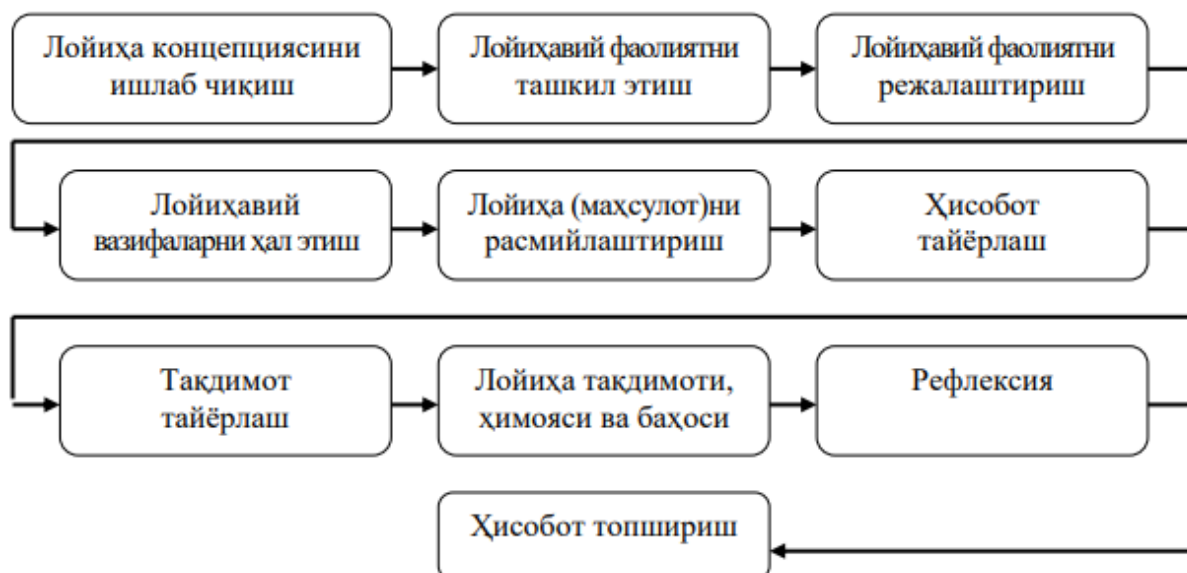 Лойиҳа концепциясини
ишлаб чиқиш
Лойиҳавий фаолиятни
ташкил этиш
Лойиҳавий фаолиятни
режалаштириш
Лойиҳавий
вазифаларни ҳал этиш
Лойиҳа (маҳсулот)ни
расмийлаштириш
Ҳисобот
тайёрлаш
Тақдимот
тайёрлаш
Лойиҳа тақдимоти,
ҳимояси ва баҳоси
Рефлексия
Ҳисобот топшириш